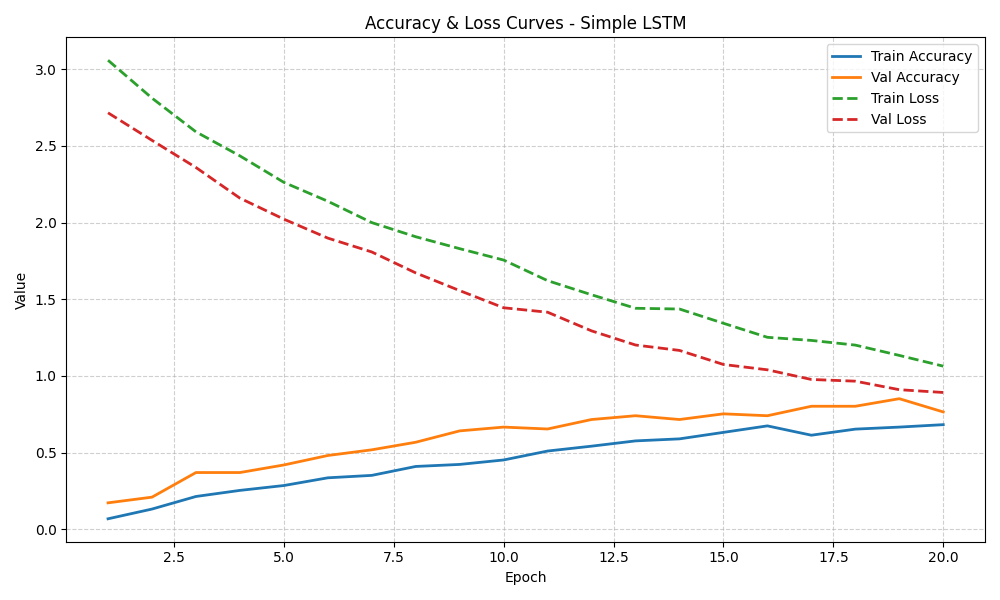 Accuracy & Loss Curves - Simple LSTM
Train Accuracy
Val Accuracy
Train Loss
Val Loss
Value
3.0
2.5
2.0
1.5
1.0
0.5
0.0
2.5
5.0
7.5
10.0
12.5
15.0
17.5
20.0
Epoch